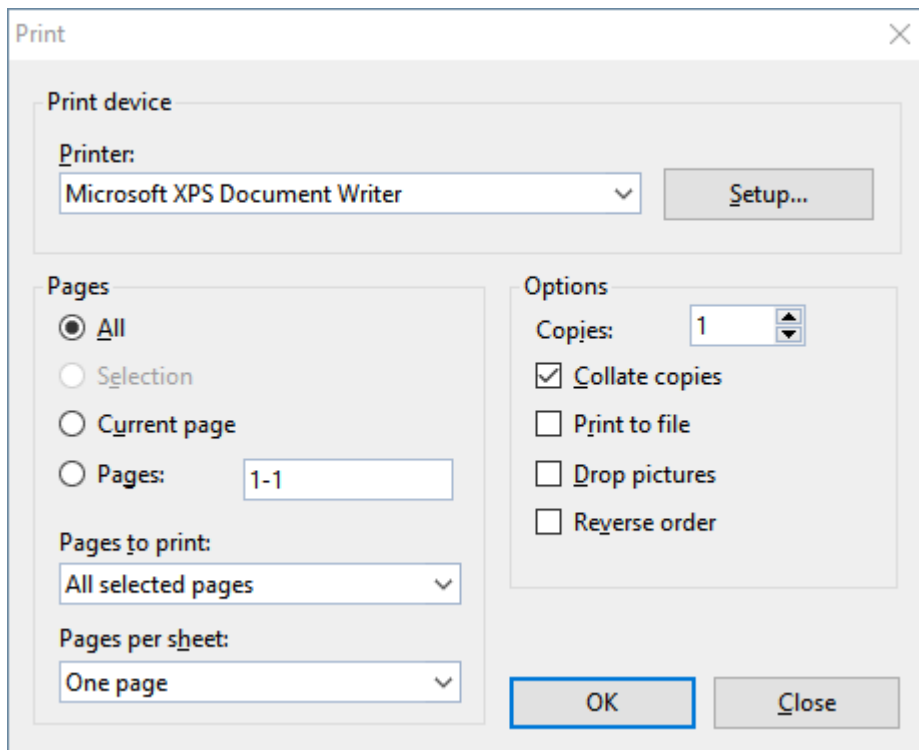 Print
Print device
Printer:
Microsoft XPS Document Writer
Setup...
Pages
All
Selection
Current page
Pages:
1-1
Pages to print:
All selected pages
Pages per sheet:
One page
Options
Copies:
1
Collate copies
Print to file
Drop pictures
Reverse order
OK
Close